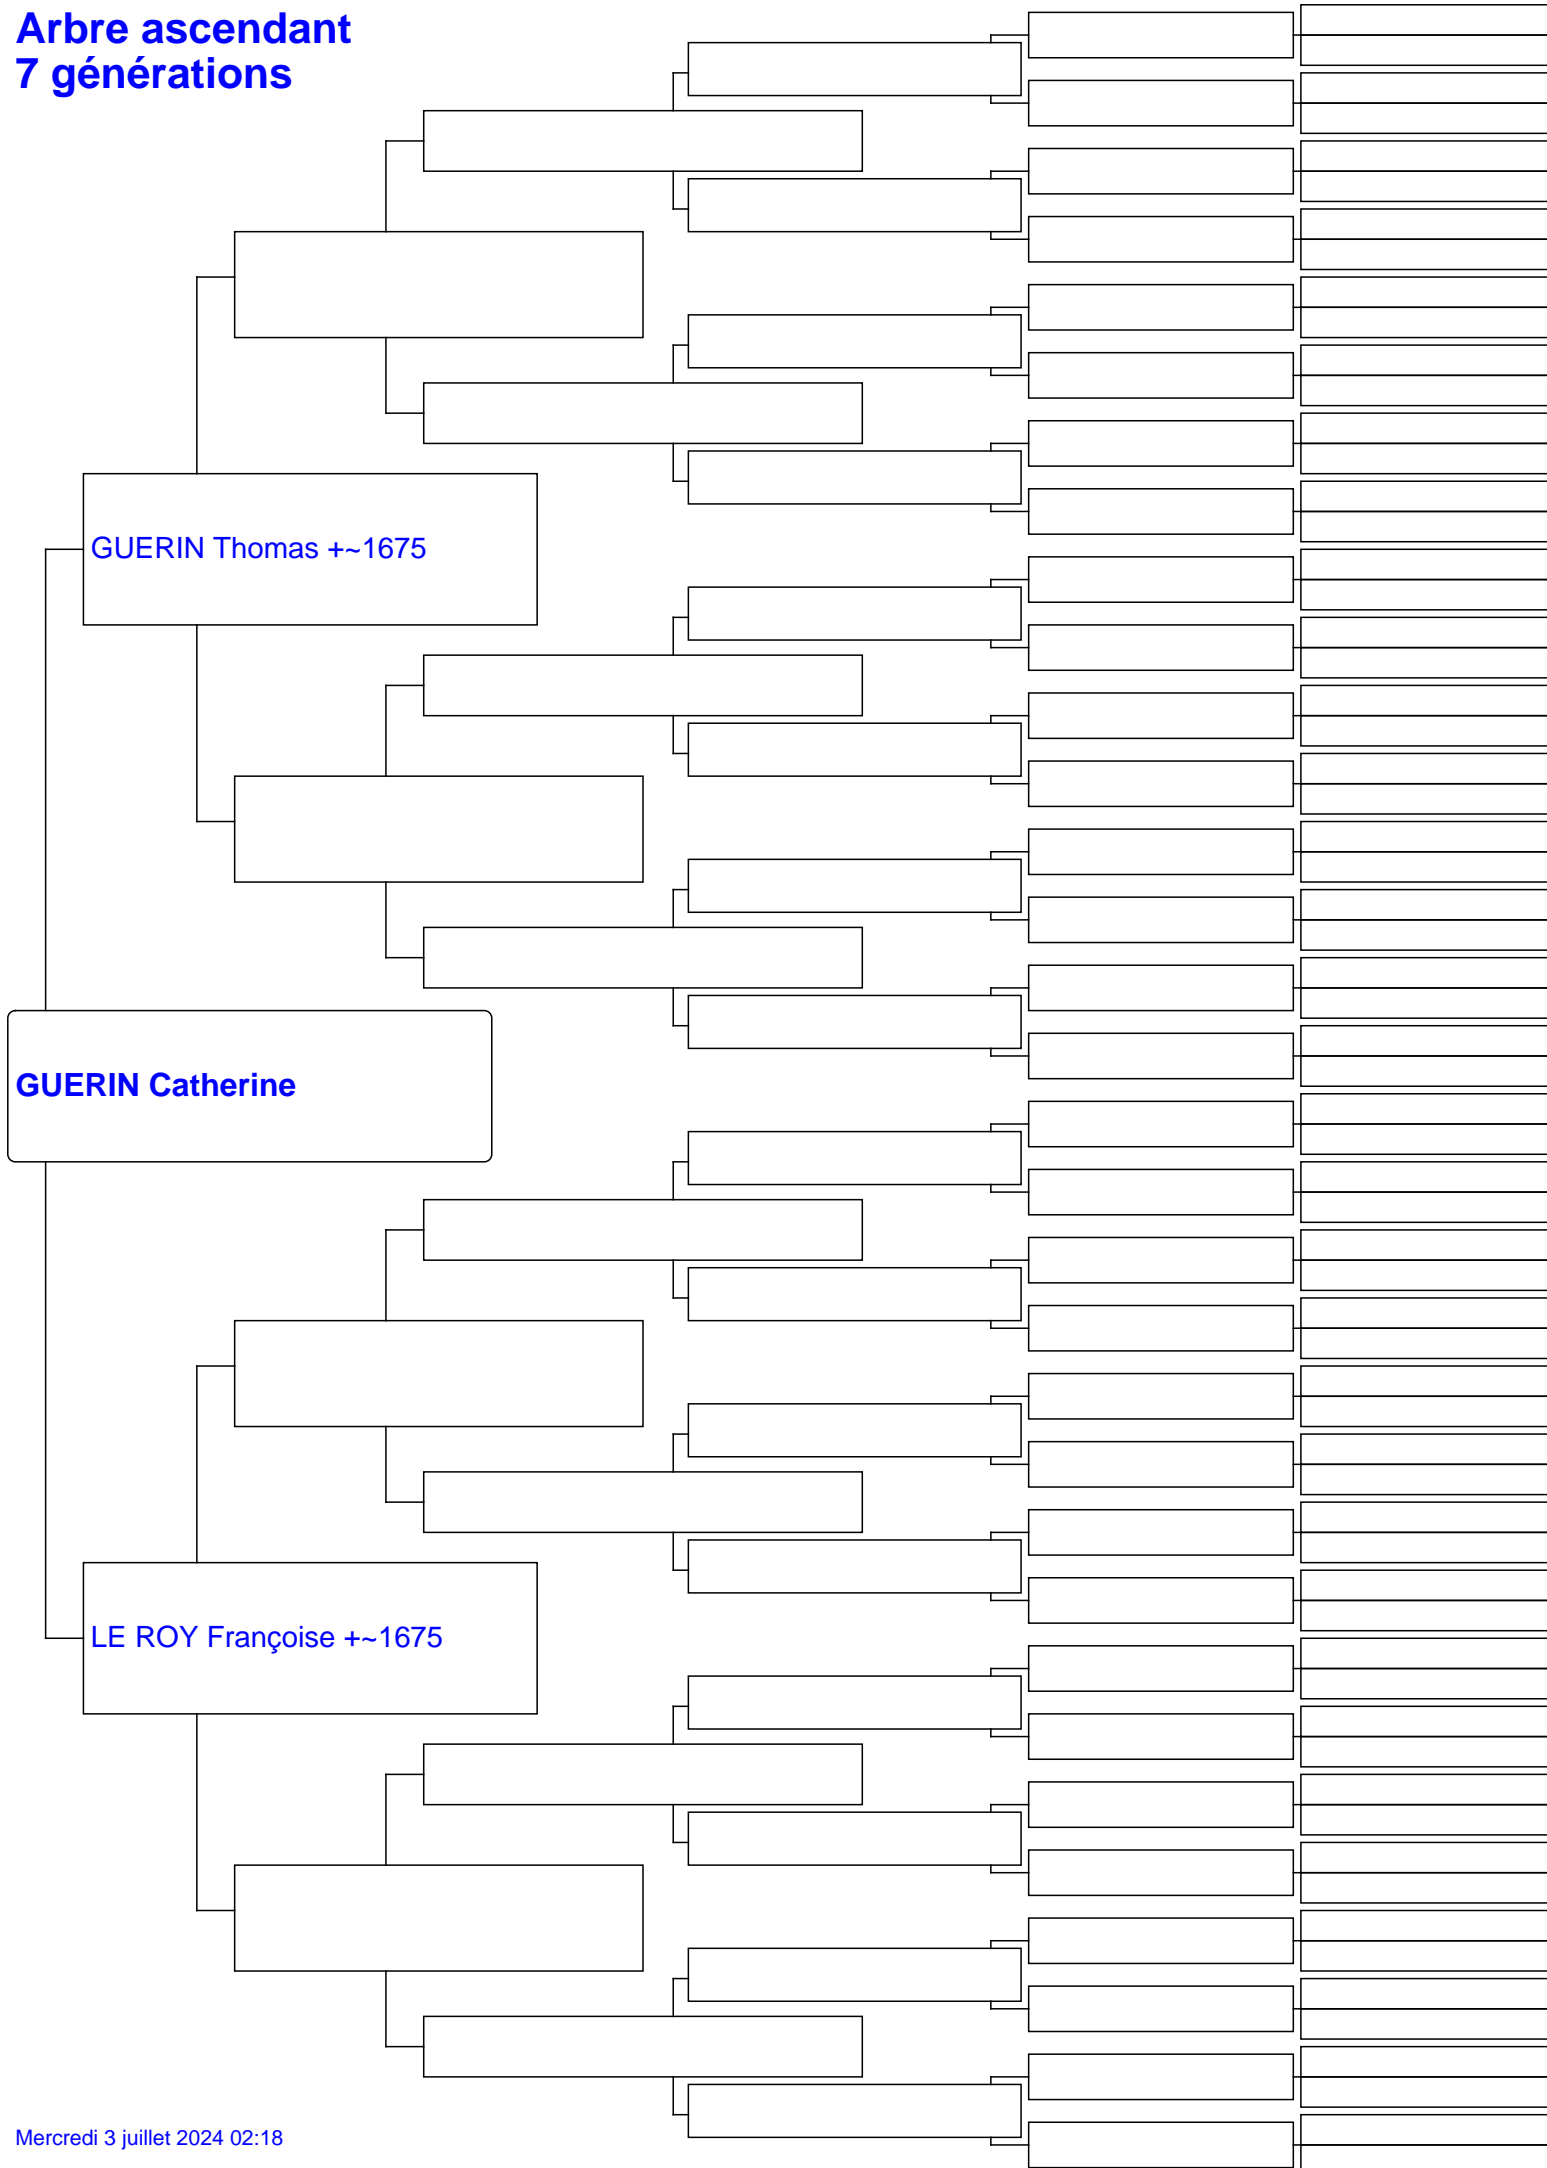 Arbre ascendant
7 générations
GUERIN Thomas +~1675
GUERIN Catherine
LE ROY Françoise +~1675
Mercredi 3 juillet 2024 02:18